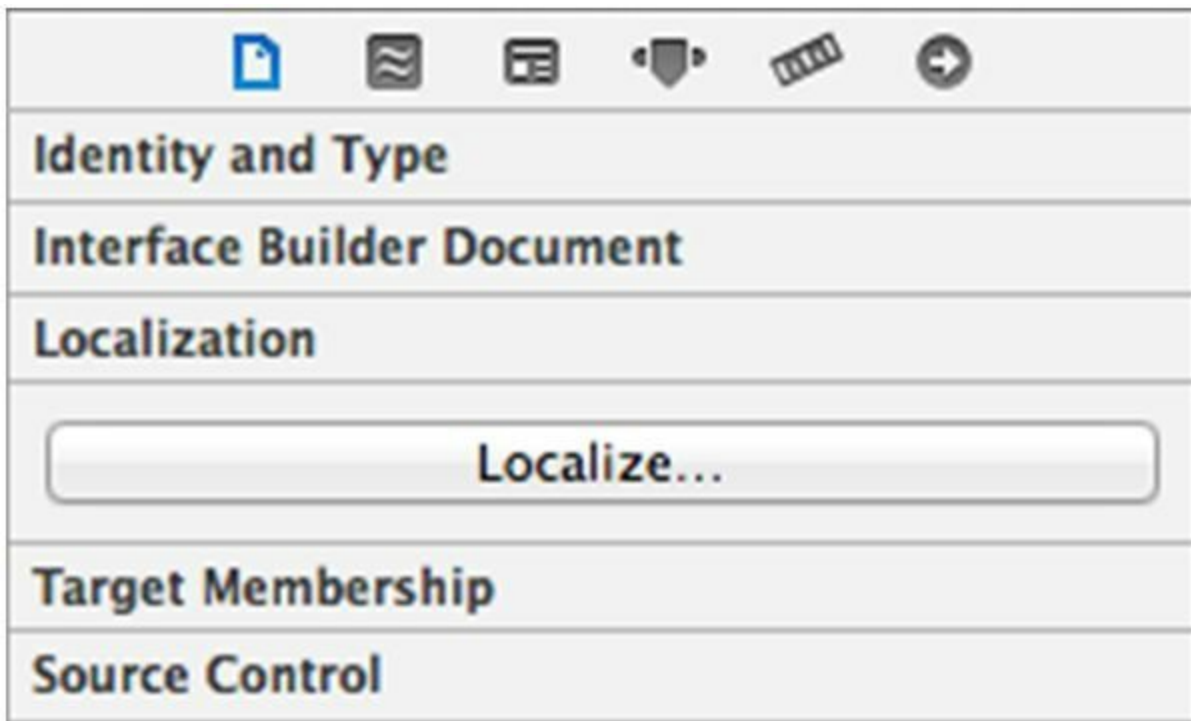 Identity and Type
Interface Builder Document
Localization
Localize...
Target Membership
Source Control